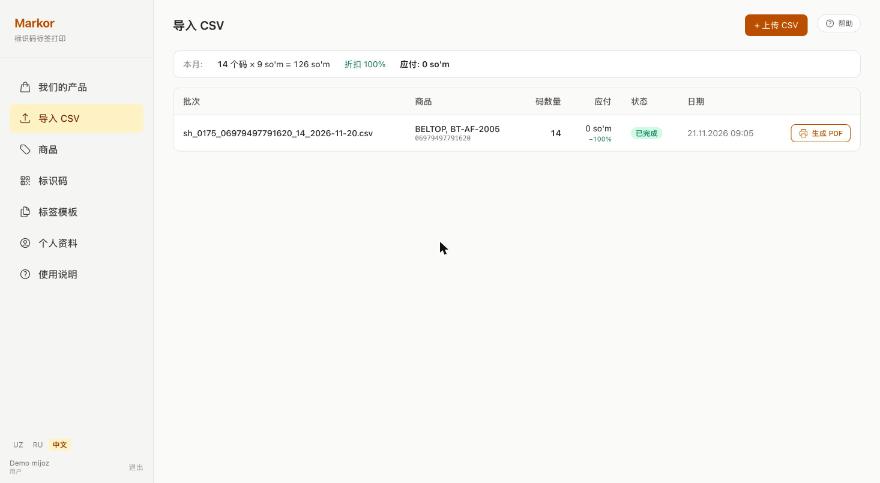 Markor
标识码标签打印
我们的产品
导入 CSV
商品
标识码
标签模板
个人资料
使用说明
UZ RU 中文
Demo mijoz
用户
退出
导入 CSV
+ 上传 CSV
帮助
本月: 14 个码 × 9 so'm = 126 so'm 折扣 100% 应付: 0 so'm
批次 商品 码数量 应付 状态 日期
sh_0175_06979497791620_14_2026-11-20.csv BELTOP, BT-AF-2005 14 0 so'm 已完成 21.11.2026 09:05 生成 PDF
06979497791620 −100%